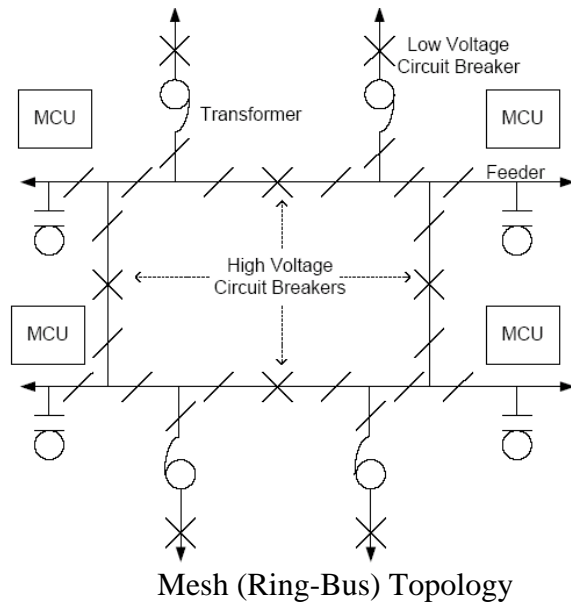 Low Voltage
Circuit Breaker
MCU
Transformer
MCU
Feeder
High Voltage
Circuit Breakers
MCU
MCU
Mesh (Ring-Bus) Topology